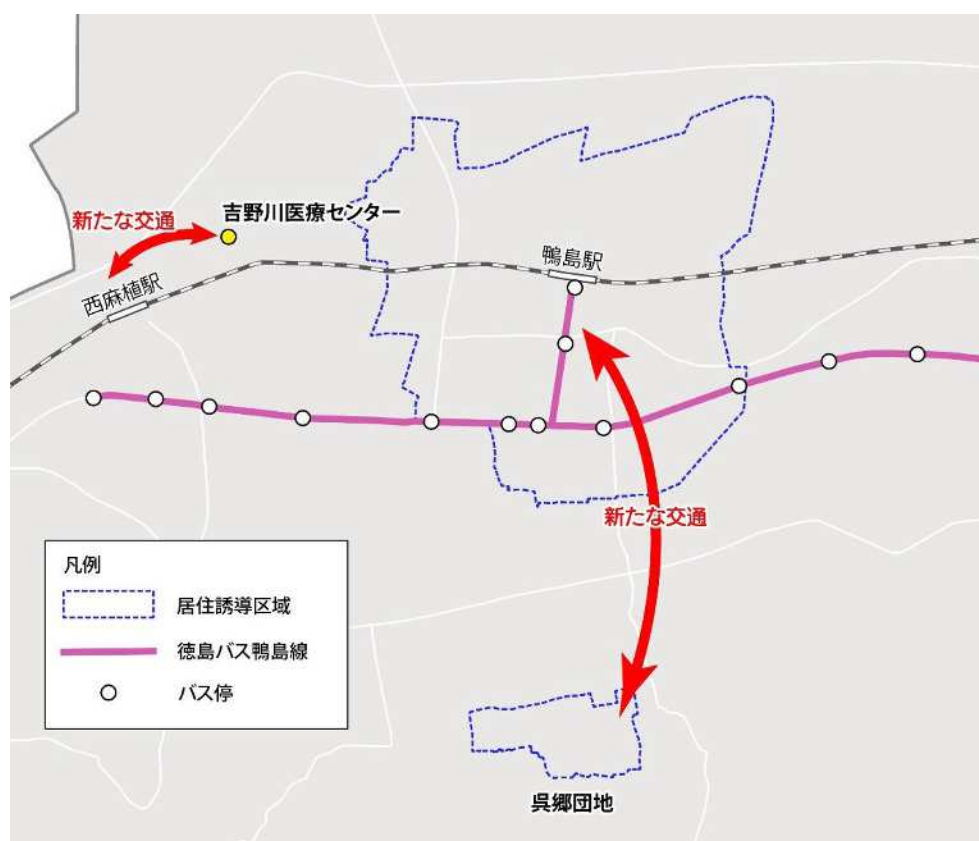 吉野川医療センター
新たな交通
鴨島駅
西麻植駅
新たな交通
凡例
居住誘導区域
徳島バス鴨島線
バス停
呉郷団地